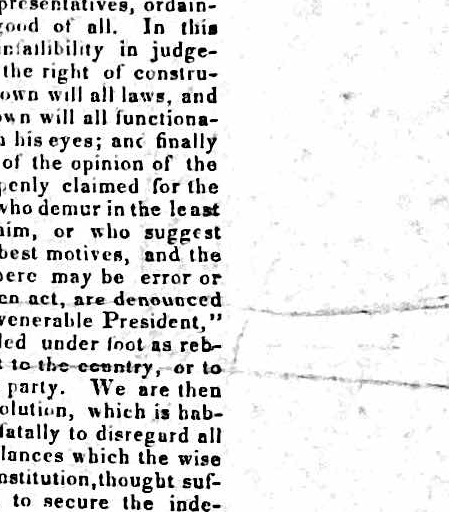 presentatives, ordain-
good of all. In this
infallibility in judge-
the right of constru-
own will all laws, and
own will all functiona-
his eyes; and finally
of the opinion of the
penly claimed for the
who demur in the least
him, or who suggest
best motives, and the
here may be error or
en act, are denounced
venerable President,"
led under foot as reb-
to the country, or to
party. We are then
olution, which is hab-
fatally to disregard all
lances which the wise
nstitution, thought suf-
to secure the inde-